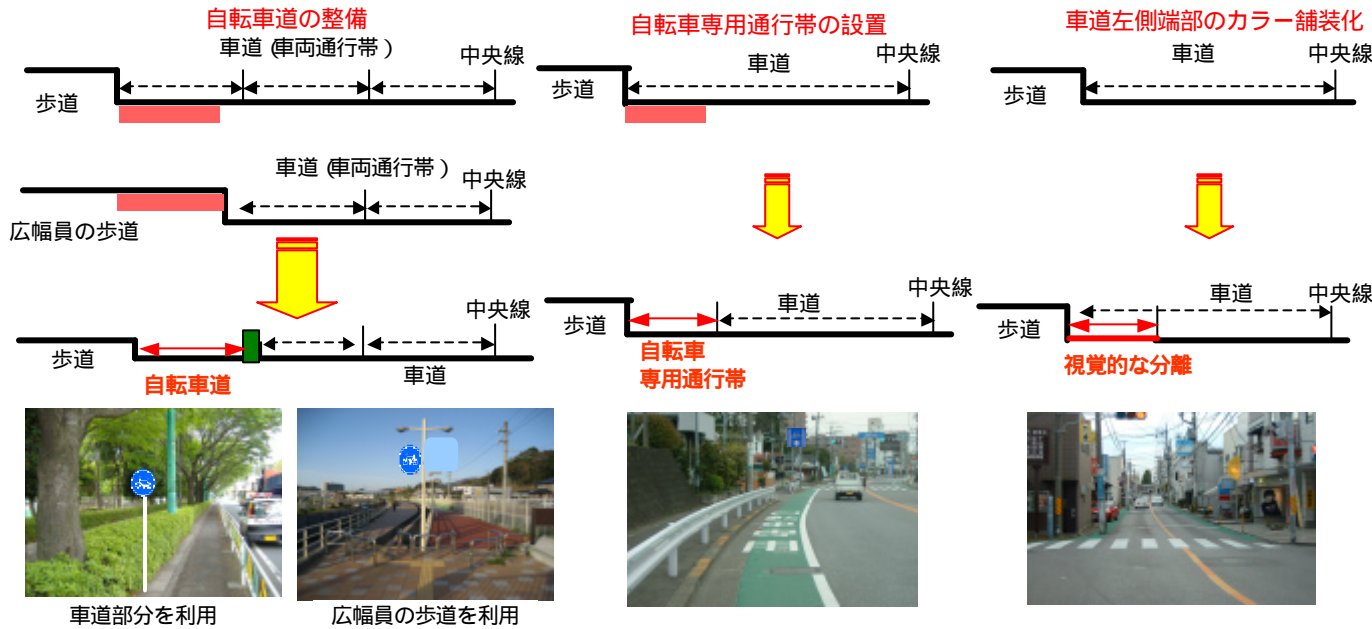 自転車道の整備
車道 (車両通行帯)
中央線
歩道
車道 (車両通行帯)
中央線
広幅員の歩道
中央線
歩道
車道
自転車道
車道部分を利用
広幅員の歩道を利用
自転車専用通行帯の設置
車道
中央線
歩道
中央線
車道
歩道
自転車
専用通行帯
車道左側端部のカラー舗装化
車道
中央線
歩道
車道
中央線
歩道
視覚的な分離